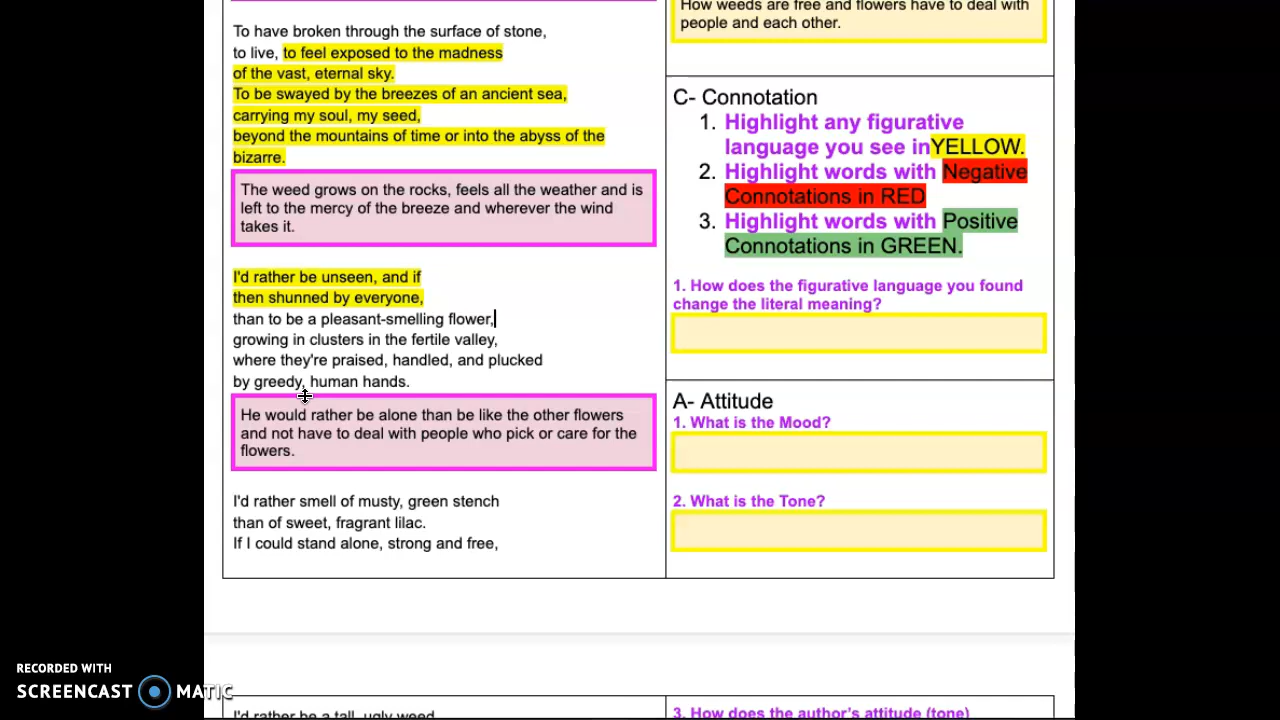 To have broken through the surface of stone,
to live, to feel exposed to the madness
of the vast, eternal sky.
To be swayed by the breezes of an ancient sea,
carrying my soul, my seed,
beyond the mountains of time or into the abyss of the
bizarre.
The weed grows on the rocks, feels all the weather and is
left to the mercy of the breeze and wherever the wind
takes it.
I'd rather be unseen, and if
then shunned by everyone,
than to be a pleasant-smelling flower,
growing in clusters in the fertile valley,
where they're praised, handled, and plucked
by greedy, human hands.
He would rather be alone than be like the other flowers
and not have to deal with people who pick or care for the
flowers.
I'd rather smell of musty, green stench
than of sweet, fragrant lilac.
If I could stand alone, strong and free,
I'd rather be a tall, ugly weed.
How weeds are free and flowers have to deal with
people and each other.
C- Connotation
1. Highlight any figurative
language you see inYELLOW.
2. Highlight words with Negative
Connotations in RED
3. Highlight words with Positive
Connotations in GREEN.
1. How does the figurative language you found
change the literal meaning?
A- Attitude
1. What is the Mood?
2. What is the Tone?
3. How does the author's attitude (tone)
RECORDED WITH
SCREENCAST MATIC